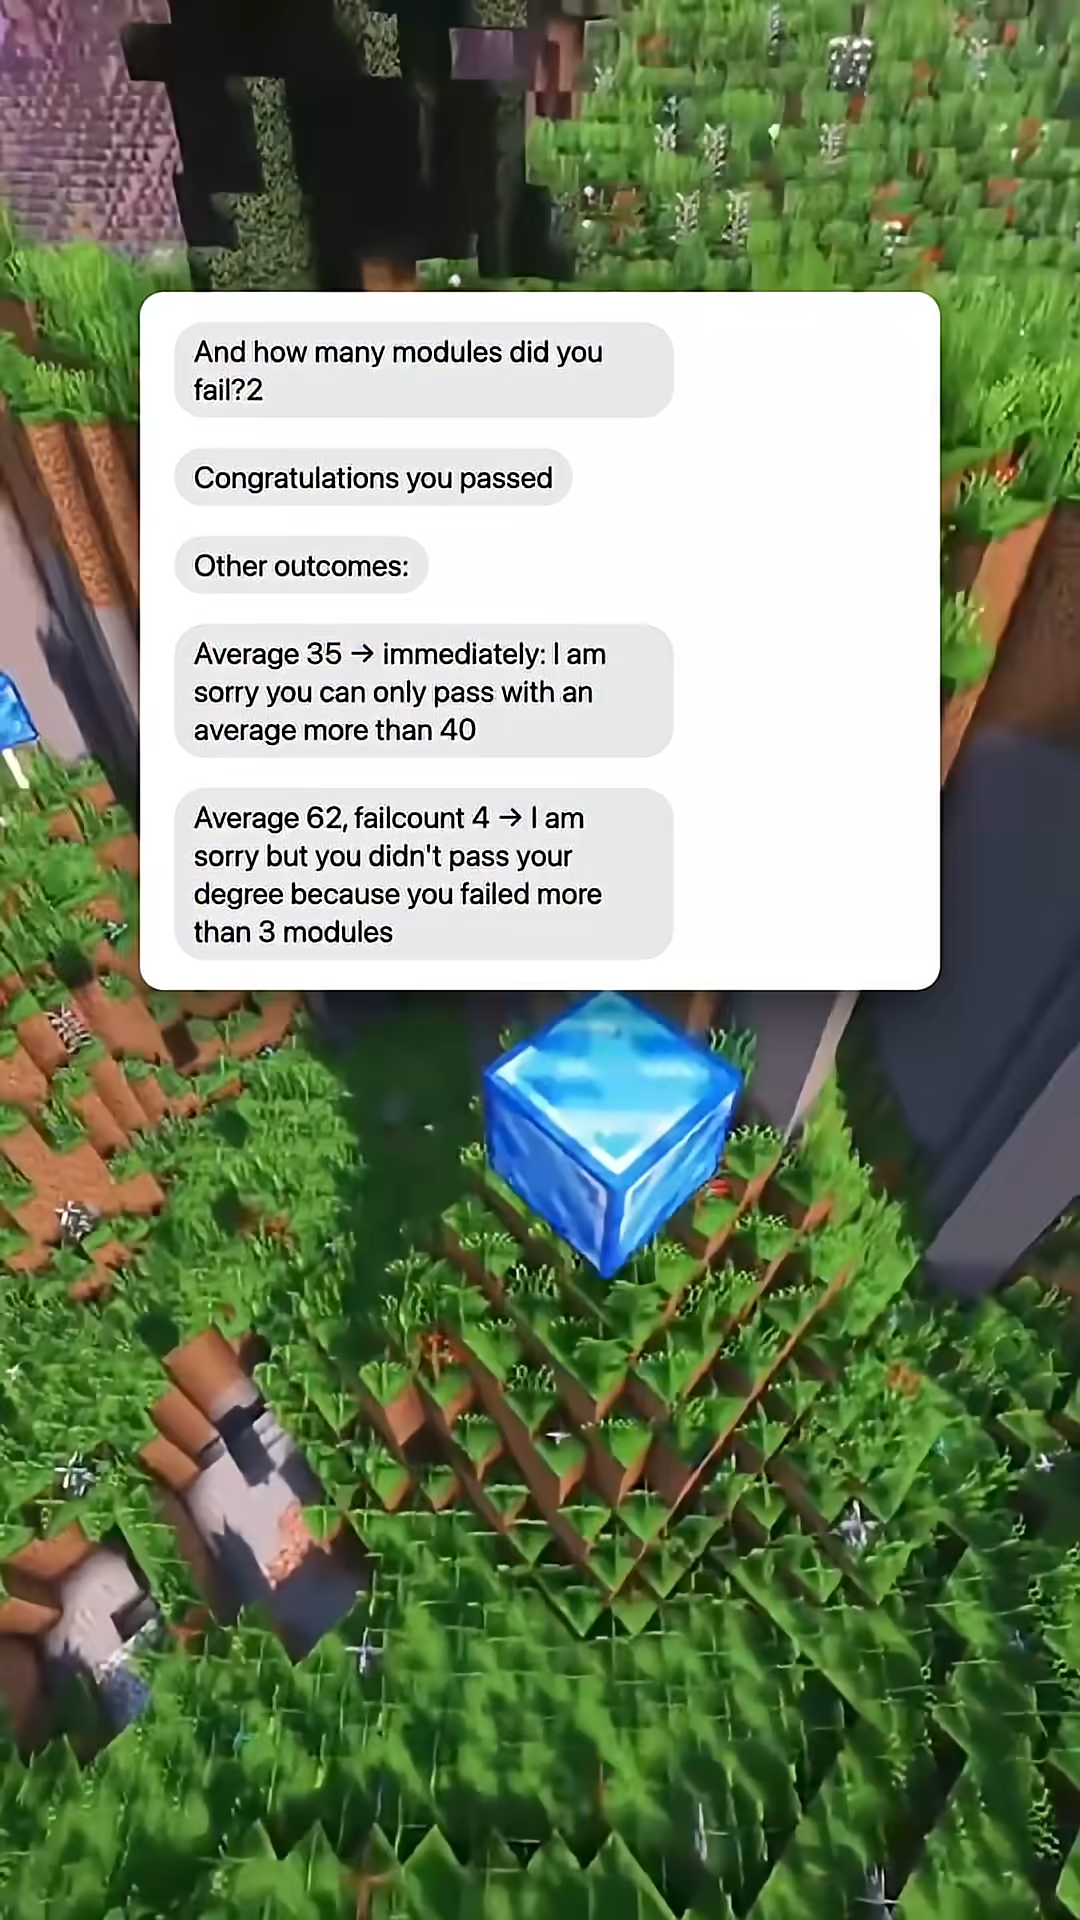 And how many modules did you
fail?2
Congratulations you passed
Other outcomes:
Average 35 → immediately: I am
sorry you can only pass with an
average more than 40
Average 62, failcount 4 → I am
sorry but you didn't pass your
degree because you failed more
than 3 modules